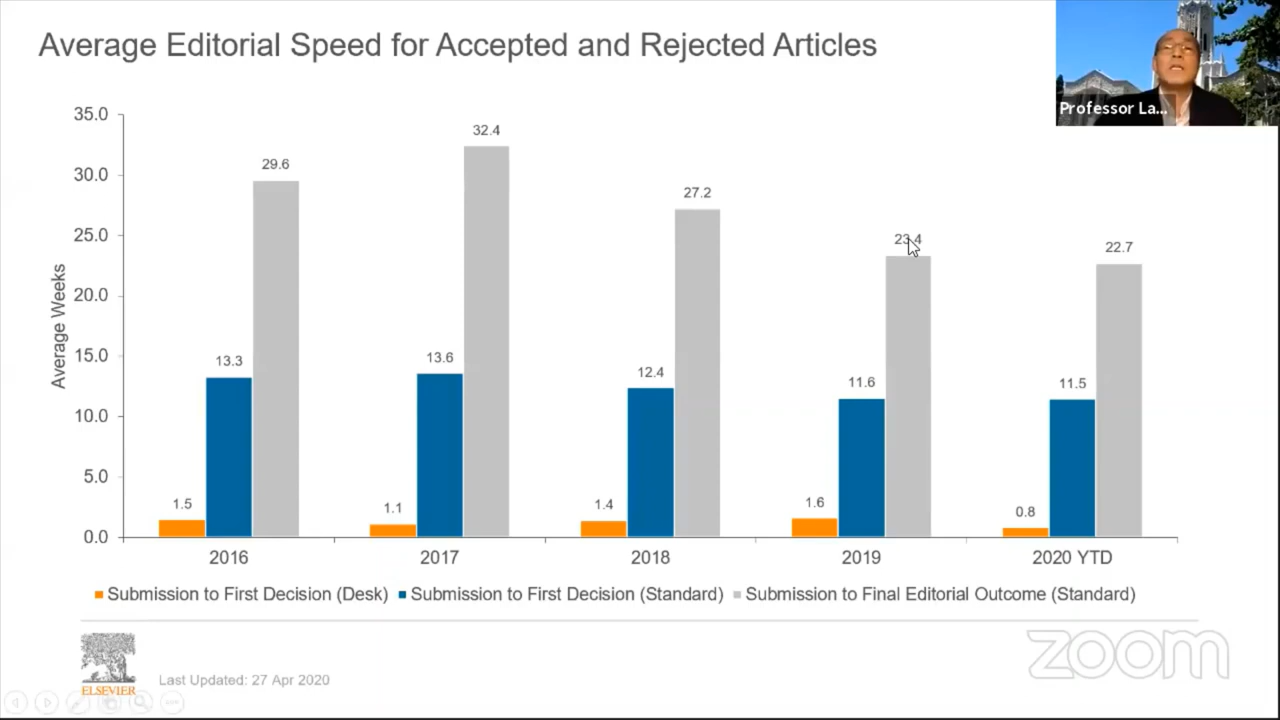 Average Editorial Speed for Accepted and Rejected Articles
Professor La...
35.0
30.0
25.0
20.0
15.0
10.0
5.0
0.0
Average Weeks
1.5
13.3
29.6
1.1
13.6
32.4
1.4
12.4
27.2
1.6
11.6
23.4
0.8
11.5
22.7
2016 2017 2018 2019 2020 YTD
Submission to First Decision (Desk) Submission to First Decision (Standard) Submission to Final Editorial Outcome (Standard)
ELSEVIER
Last Updated: 27 Apr 2020
zoom